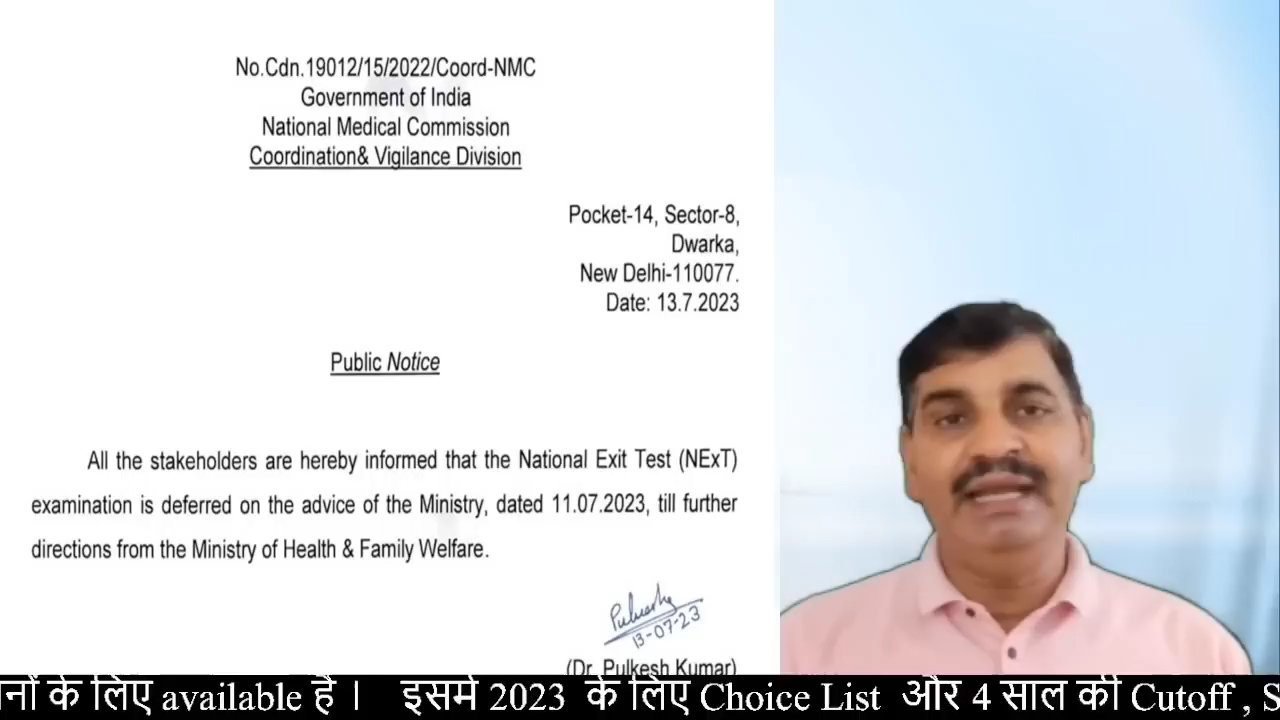 No.Cdn.19012/15/2022/Coord-NMC
Government of India
National Medical Commission
Coordination& Vigilance Division
Pocket-14, Sector-8,
Dwarka,
New Delhi-110077.
Date: 13.7.2023
Public Notice
All the stakeholders are hereby informed that the National Exit Test (NExT)
examination is deferred on the advice of the Ministry, dated 11.07.2023, till further
directions from the Ministry of Health & Family Welfare.
13-07-23
(Dr. Pulkesh Kumar)
के लिए available है । इसमे 2023 के लिए Choice List और 4 साल की Cutoff ,